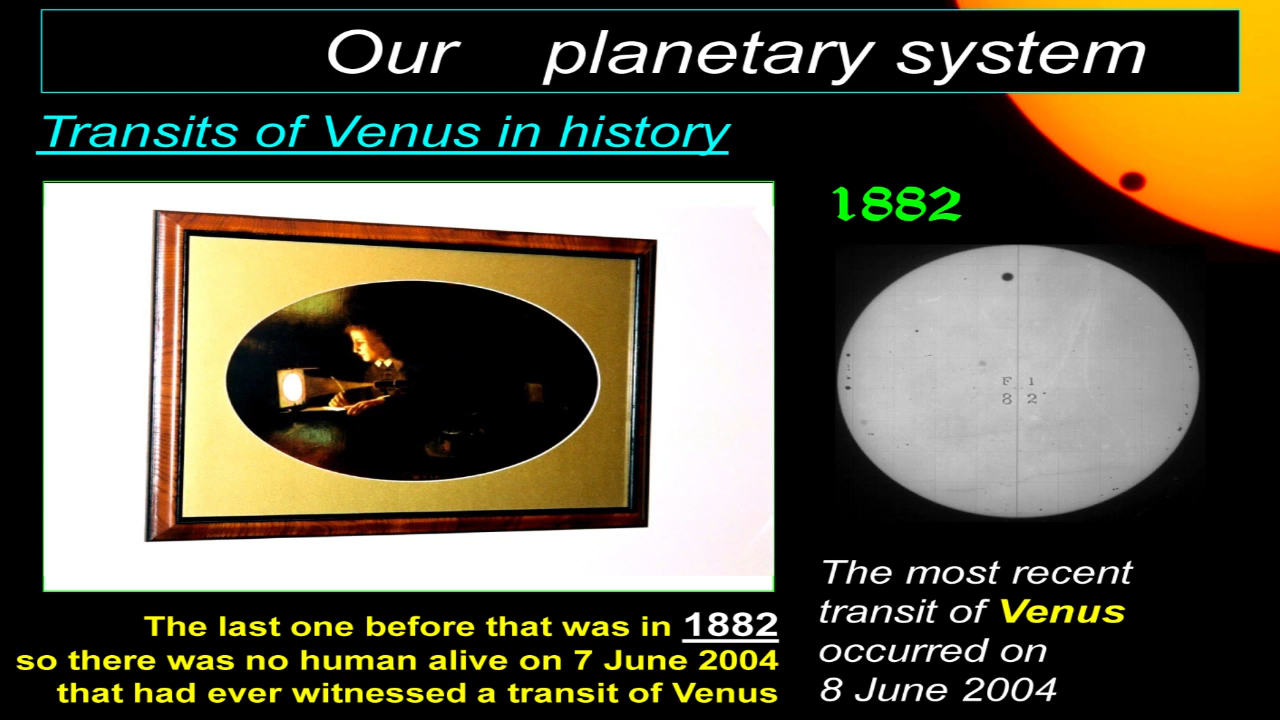 Our planetary system
Transits of Venus in history
1882
F 1
8 2
The most recent
transit of Venus
occurred on
8 June 2004
The last one before that was in 1882
so there was no human alive on 7 June 2004
that had ever witnessed a transit of Venus